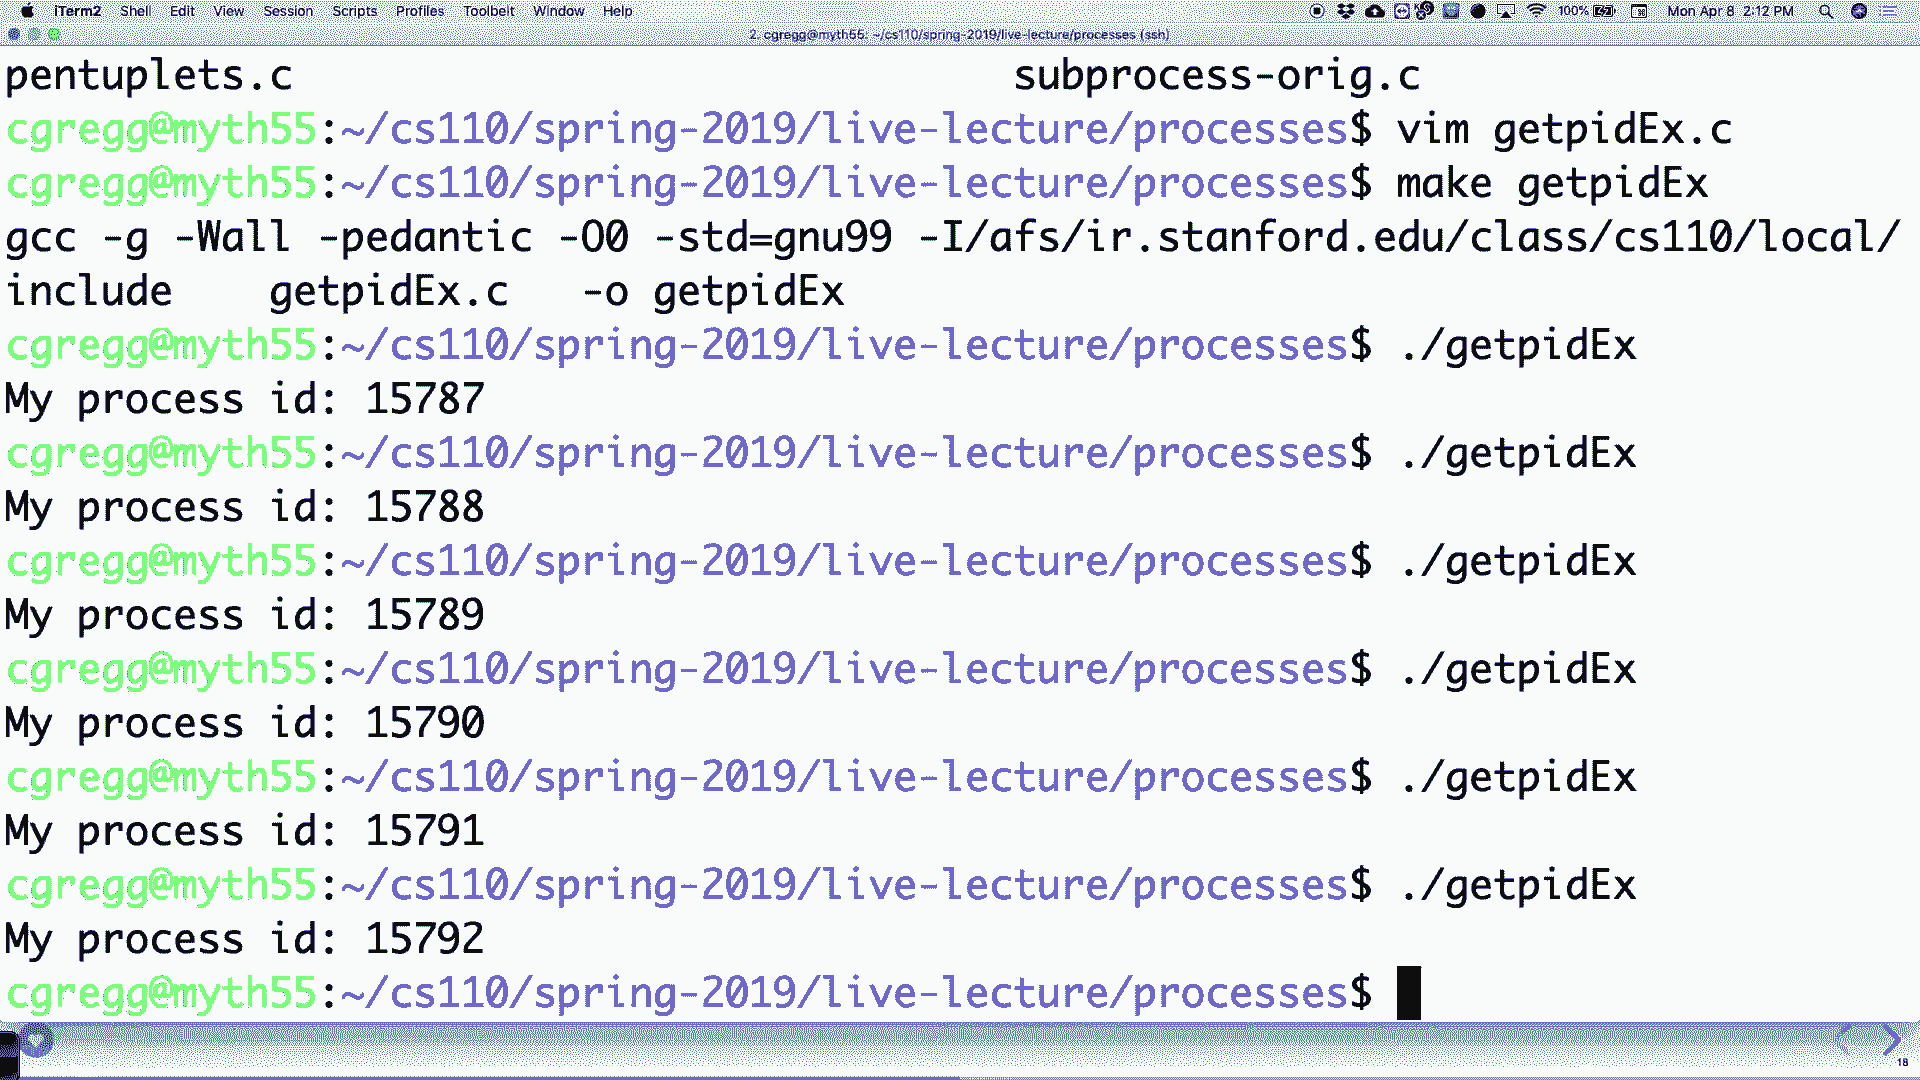 iTerm2 Shell Edit View Session Scripts Profiles Toolbelt Window Help 100% Mon Apr 8 2:12 PM
2. cgregg@myth55: ~/cs110/spring-2019/live-lecture/processes (ssh)
pentuplets.c subprocess-orig.c
cgregg@myth55:~/cs110/spring-2019/live-lecture/processes$ vim getpidEx.c
cgregg@myth55:~/cs110/spring-2019/live-lecture/processes$ make getpidEx
gcc -g -Wall -pedantic -O0 -std=gnu99 -I/afs/ir.stanford.edu/class/cs110/local/
include getpidEx.c -o getpidEx
cgregg@myth55:~/cs110/spring-2019/live-lecture/processes$ ./getpidEx
My process id: 15787
cgregg@myth55:~/cs110/spring-2019/live-lecture/processes$ ./getpidEx
My process id: 15788
cgregg@myth55:~/cs110/spring-2019/live-lecture/processes$ ./getpidEx
My process id: 15789
cgregg@myth55:~/cs110/spring-2019/live-lecture/processes$ ./getpidEx
My process id: 15790
cgregg@myth55:~/cs110/spring-2019/live-lecture/processes$ ./getpidEx
My process id: 15791
cgregg@myth55:~/cs110/spring-2019/live-lecture/processes$ ./getpidEx
My process id: 15792
cgregg@myth55:~/cs110/spring-2019/live-lecture/processes$
18